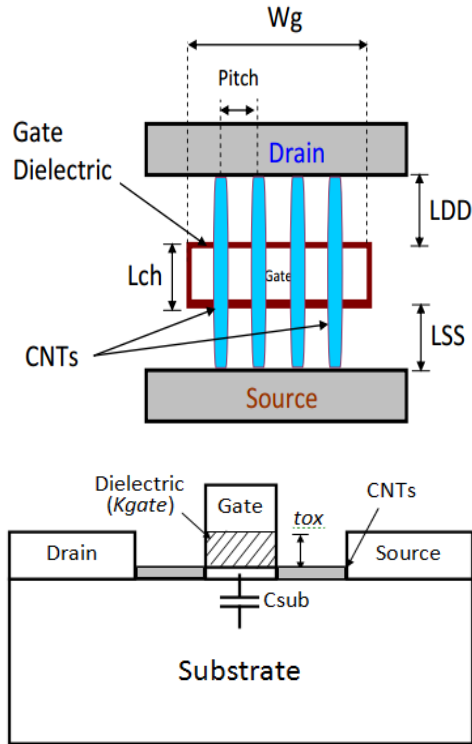 Wg
Pitch
Gate
Dielectric
Drain
LDD
Lch
Gate
CNTs
LSS
Source
Dielectric
(Kgate)
Gate
tox
CNTs
Drain
Source
Csub
Substrate